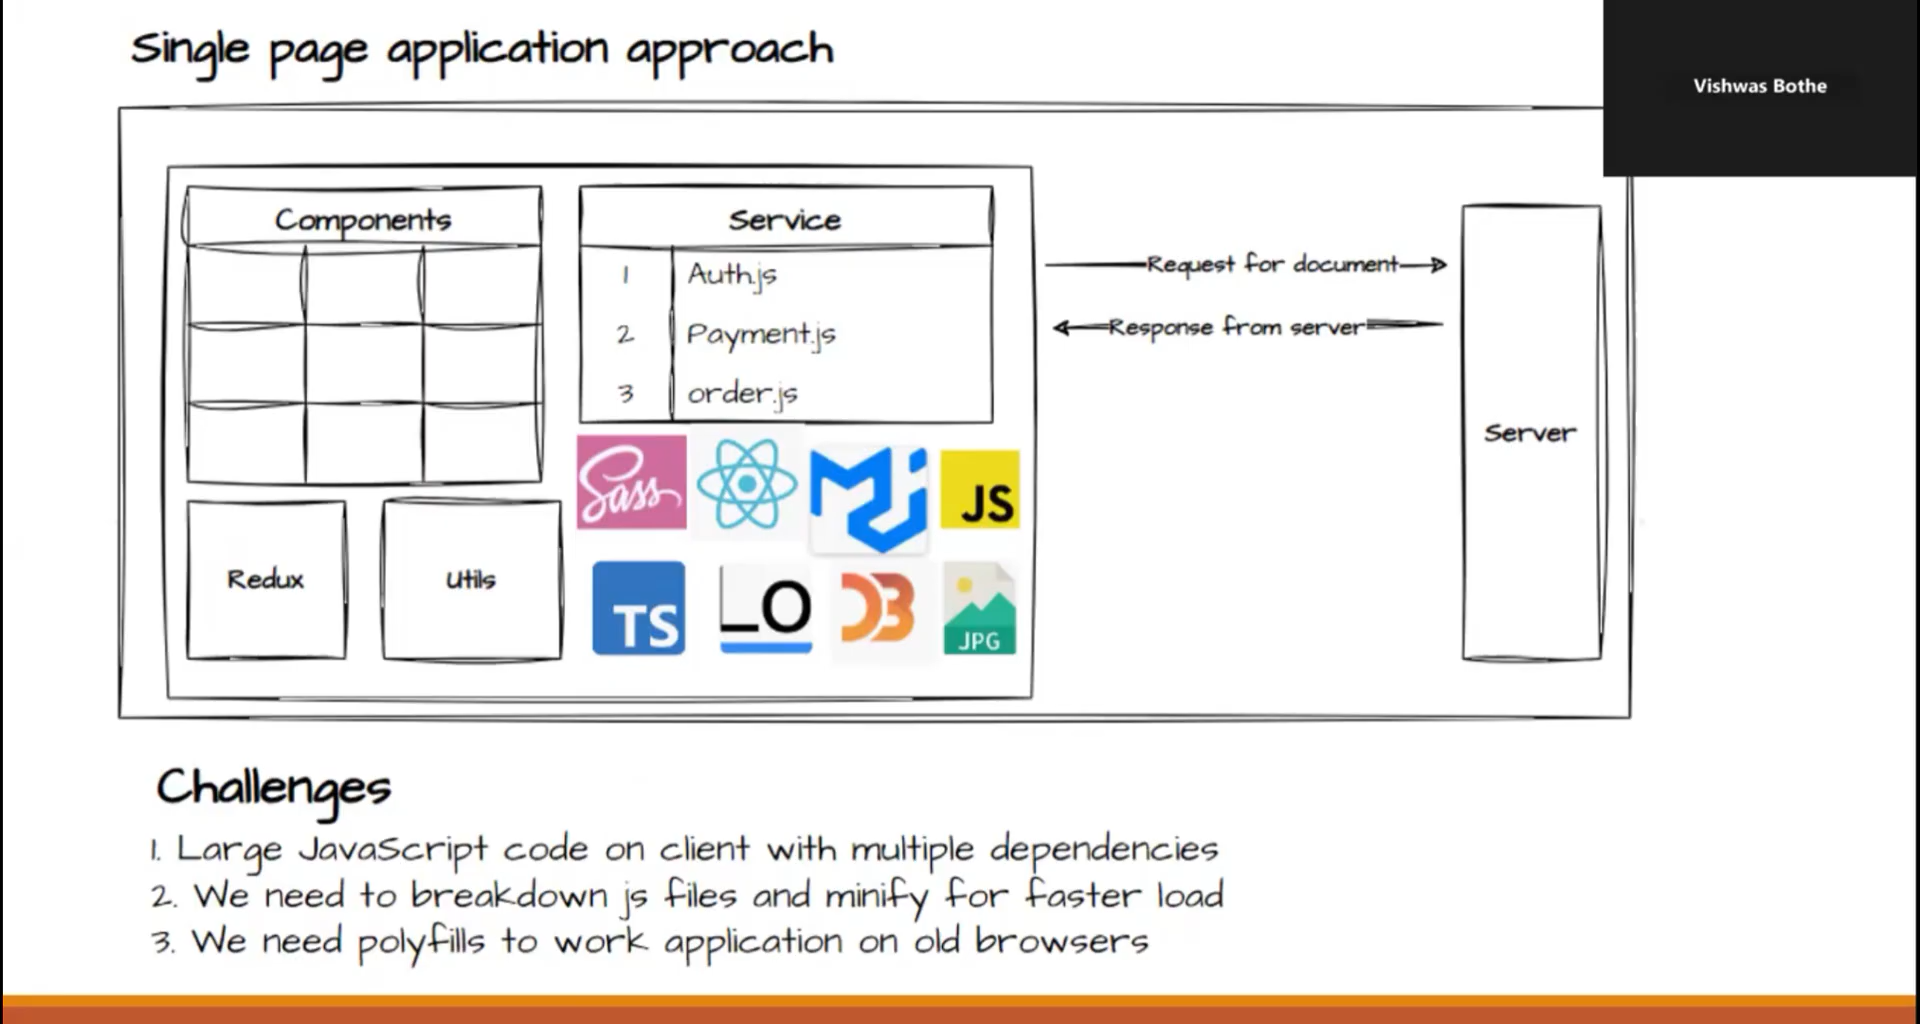 Single page application approach
Vishwas Bothe
Components
Service
1 Auth.js
2 Payment.js
3 order.js
Request for document
Response from server
Server
Sass
JS
Redux
Utils
TS
LO
D3
JPG
Challenges
1. Large JavaScript code on client with multiple dependencies
2. We need to breakdown js files and minify for faster load
3. We need polyfills to work application on old browsers